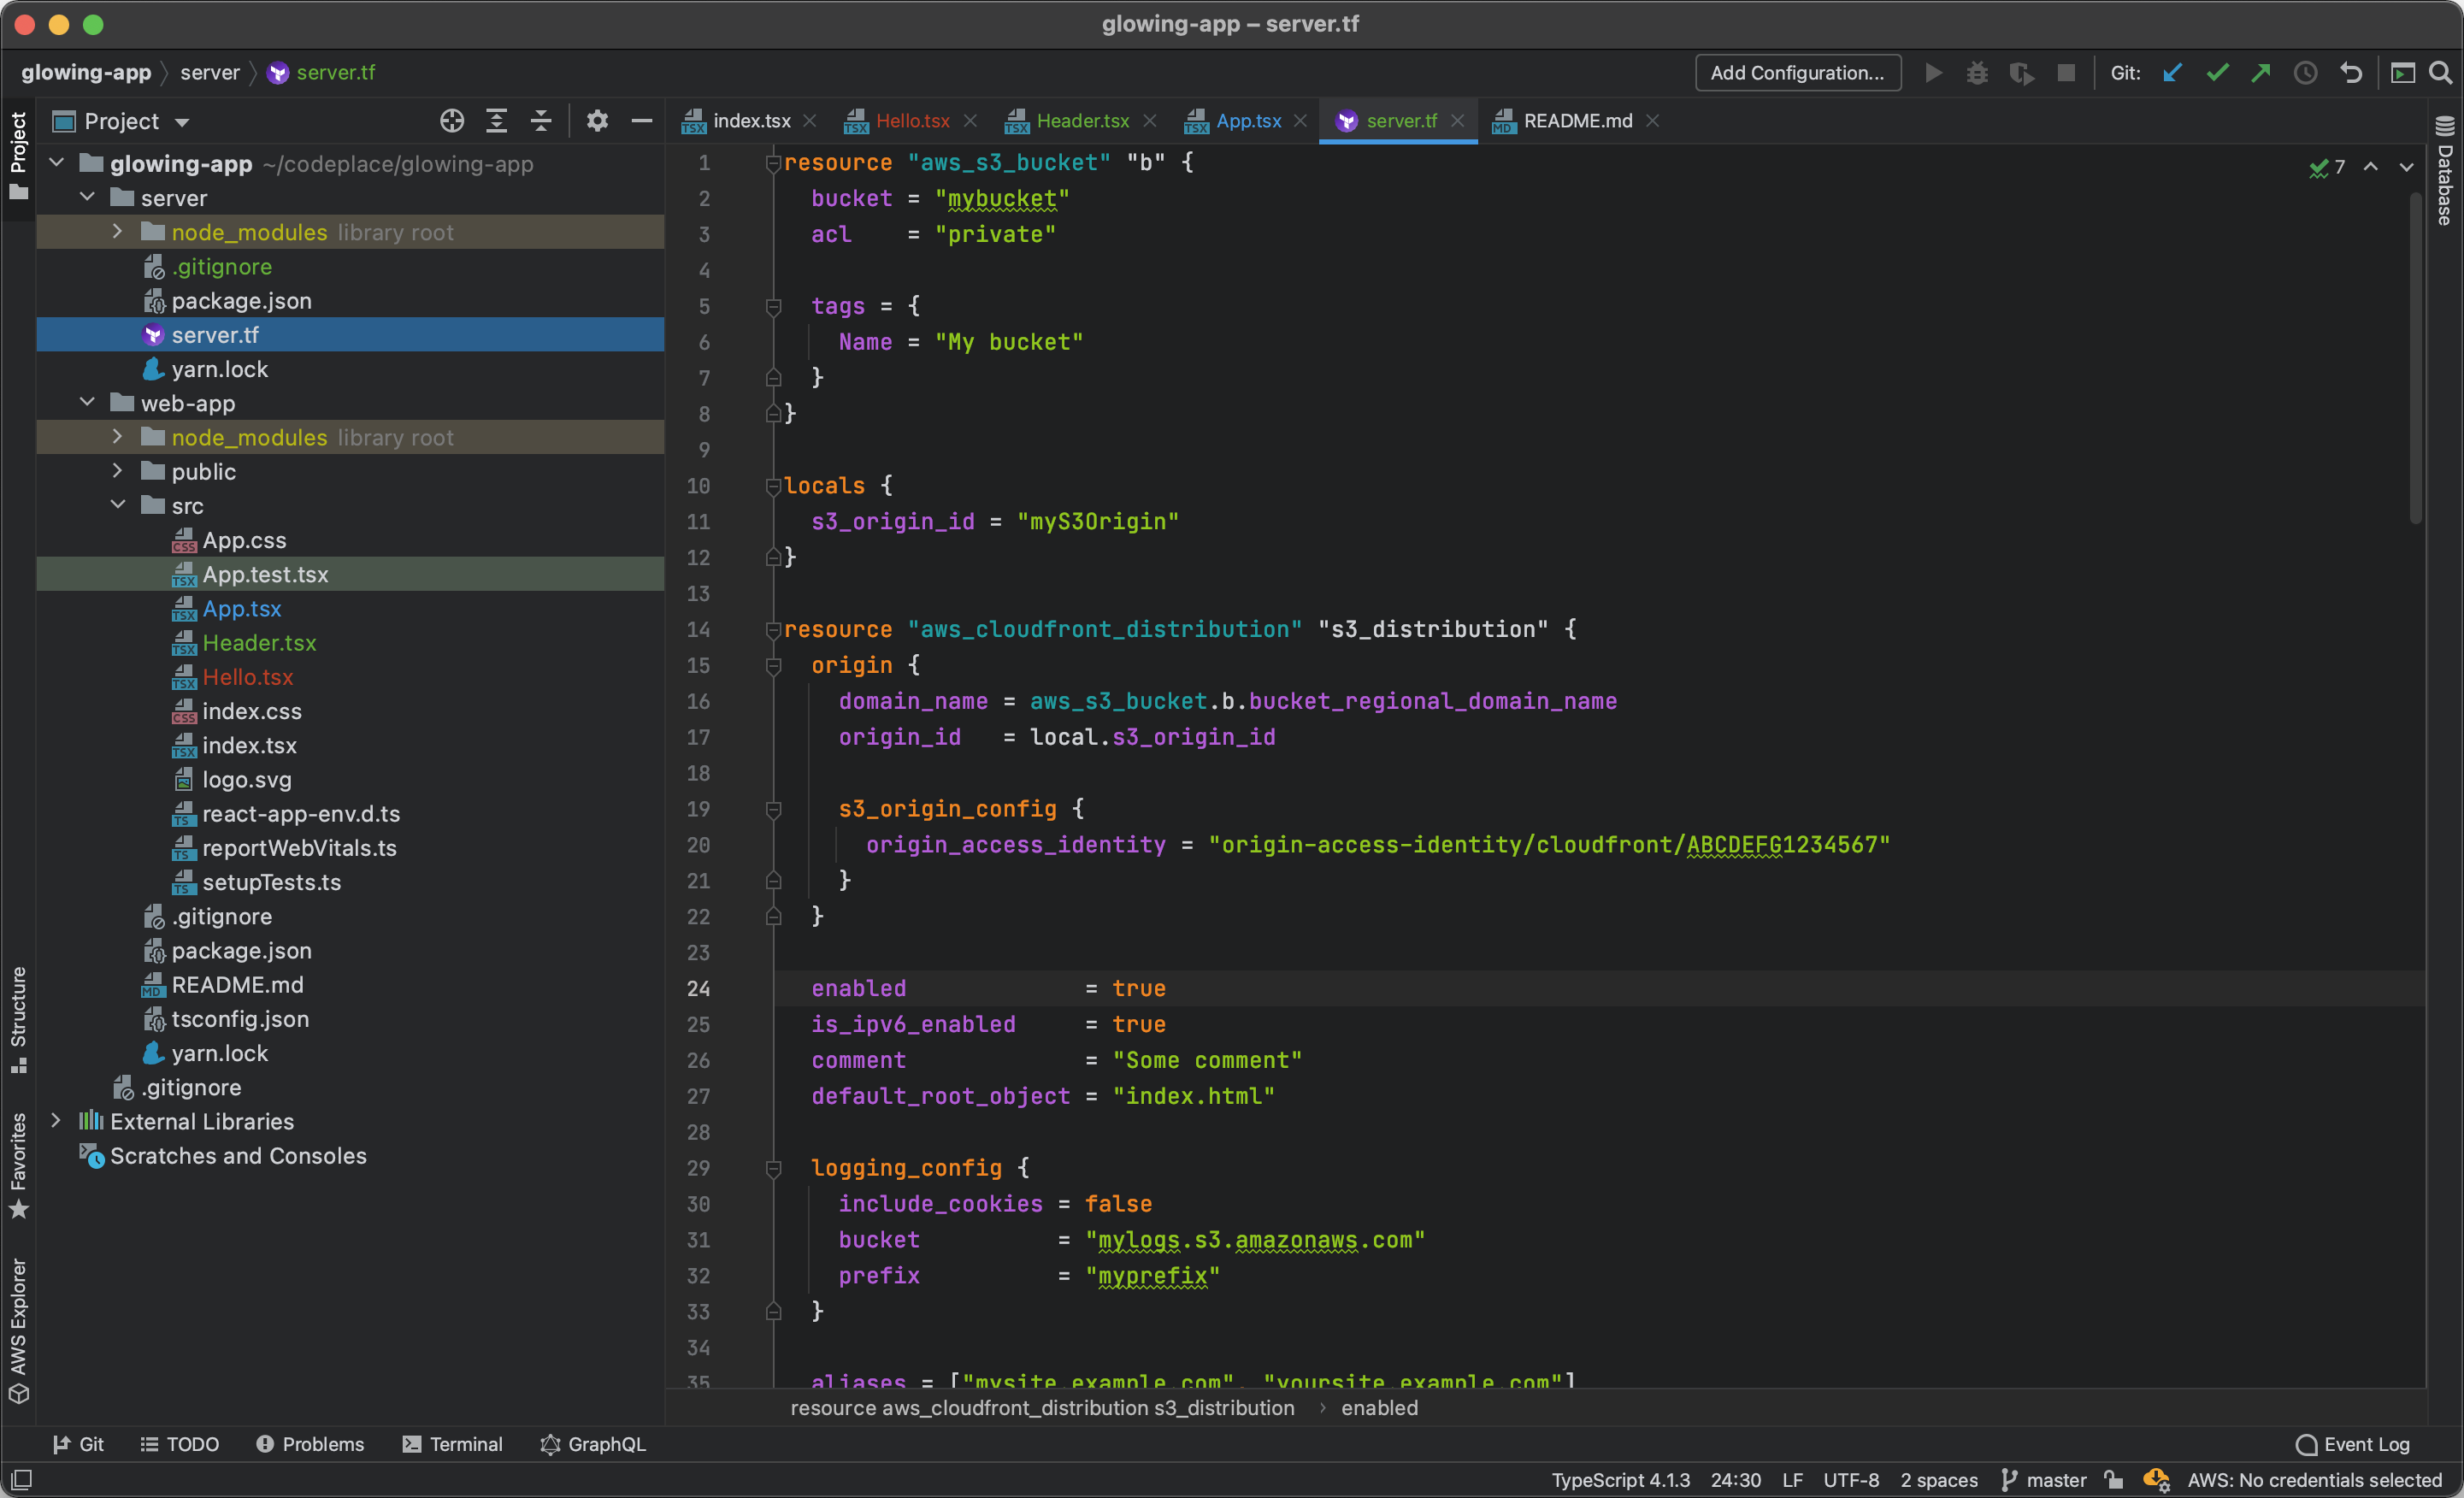 glowing-app – server.tf
glowing-app server server.tf
Add Configuration... Git:
Project
index.tsx Hello.tsx Header.tsx App.tsx server.tf README.md
Project
Structure
Favorites
AWS Explorer
Database
glowing-app ~/codeplace/glowing-app
server
node_modules library root
.gitignore
package.json
server.tf
yarn.lock
web-app
node_modules library root
public
src
App.css
App.test.tsx
App.tsx
Header.tsx
Hello.tsx
index.css
index.tsx
logo.svg
react-app-env.d.ts
reportWebVitals.ts
setupTests.ts
.gitignore
package.json
README.md
tsconfig.json
yarn.lock
.gitignore
External Libraries
Scratches and Consoles
7
1 resource "aws_s3_bucket" "b" {
2   bucket = "mybucket"
3   acl    = "private"
4
5   tags = {
6     Name = "My bucket"
7   }
8 }
9
10 locals {
11   s3_origin_id = "myS3Origin"
12 }
13
14 resource "aws_cloudfront_distribution" "s3_distribution" {
15   origin {
16     domain_name = aws_s3_bucket.b.bucket_regional_domain_name
17     origin_id   = local.s3_origin_id
18
19     s3_origin_config {
20       origin_access_identity = "origin-access-identity/cloudfront/ABCDEFG1234567"
21     }
22   }
23
24   enabled             = true
25   is_ipv6_enabled     = true
26   comment             = "Some comment"
27   default_root_object = "index.html"
28
29   logging_config {
30     include_cookies = false
31     bucket          = "mylogs.s3.amazonaws.com"
32     prefix          = "myprefix"
33   }
34
35   aliases = ["mysite.example.com", "yoursite.example.com"]
resource aws_cloudfront_distribution s3_distribution › enabled
Git TODO Problems Terminal GraphQL Event Log
TypeScript 4.1.3 24:30 LF UTF-8 2 spaces master AWS: No credentials selected